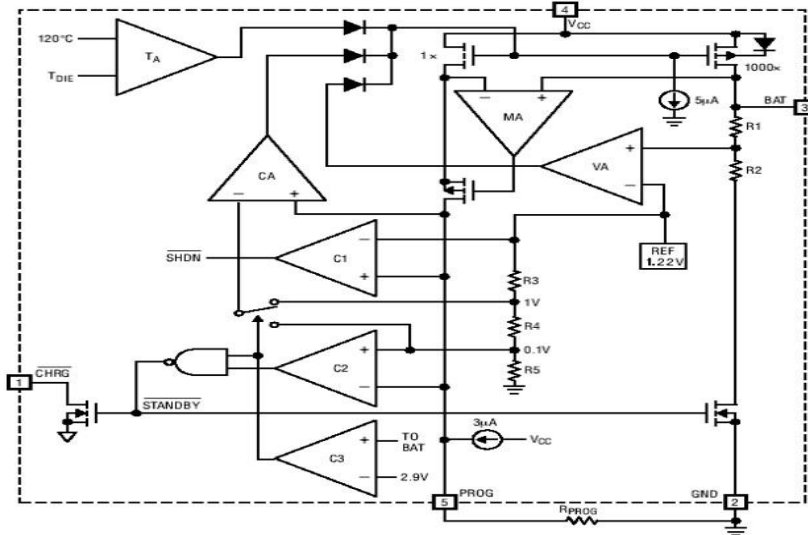 4
VCC
120°C
TA
TDIE
1×
1000×
5µA
BAT
3
MA
R1
VA
R2
CA
SHDN
C1
REF
1.22V
R3
1V
R4
0.1V
R5
C2
CHRG
1
STANDBY
3µA
VCC
C3
TO
BAT
2.9V
5
PROG
GND
2
RPROG
+
−